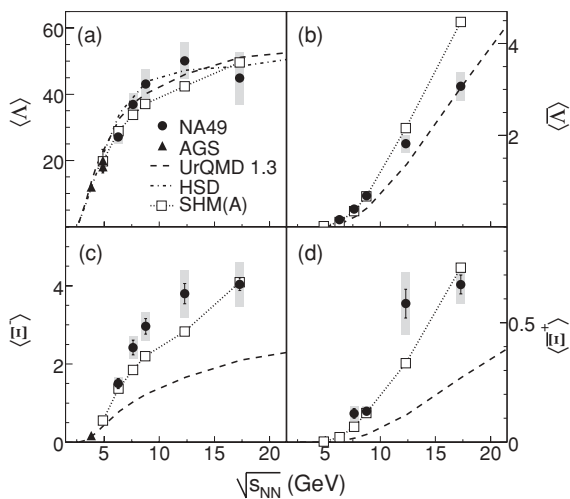 (a)
(b)
60
40
20
⟨Λ⟩
NA49
AGS
UrQMD 1.3
HSD
SHM(A)
4
2
⟨Λ̅⟩
(c)
(d)
4
2
0
⟨Ξ⁻⟩
0.5
0
⟨Ξ̅⁺⟩
5 10 15 20 5 10 15 20
√sNN (GeV)